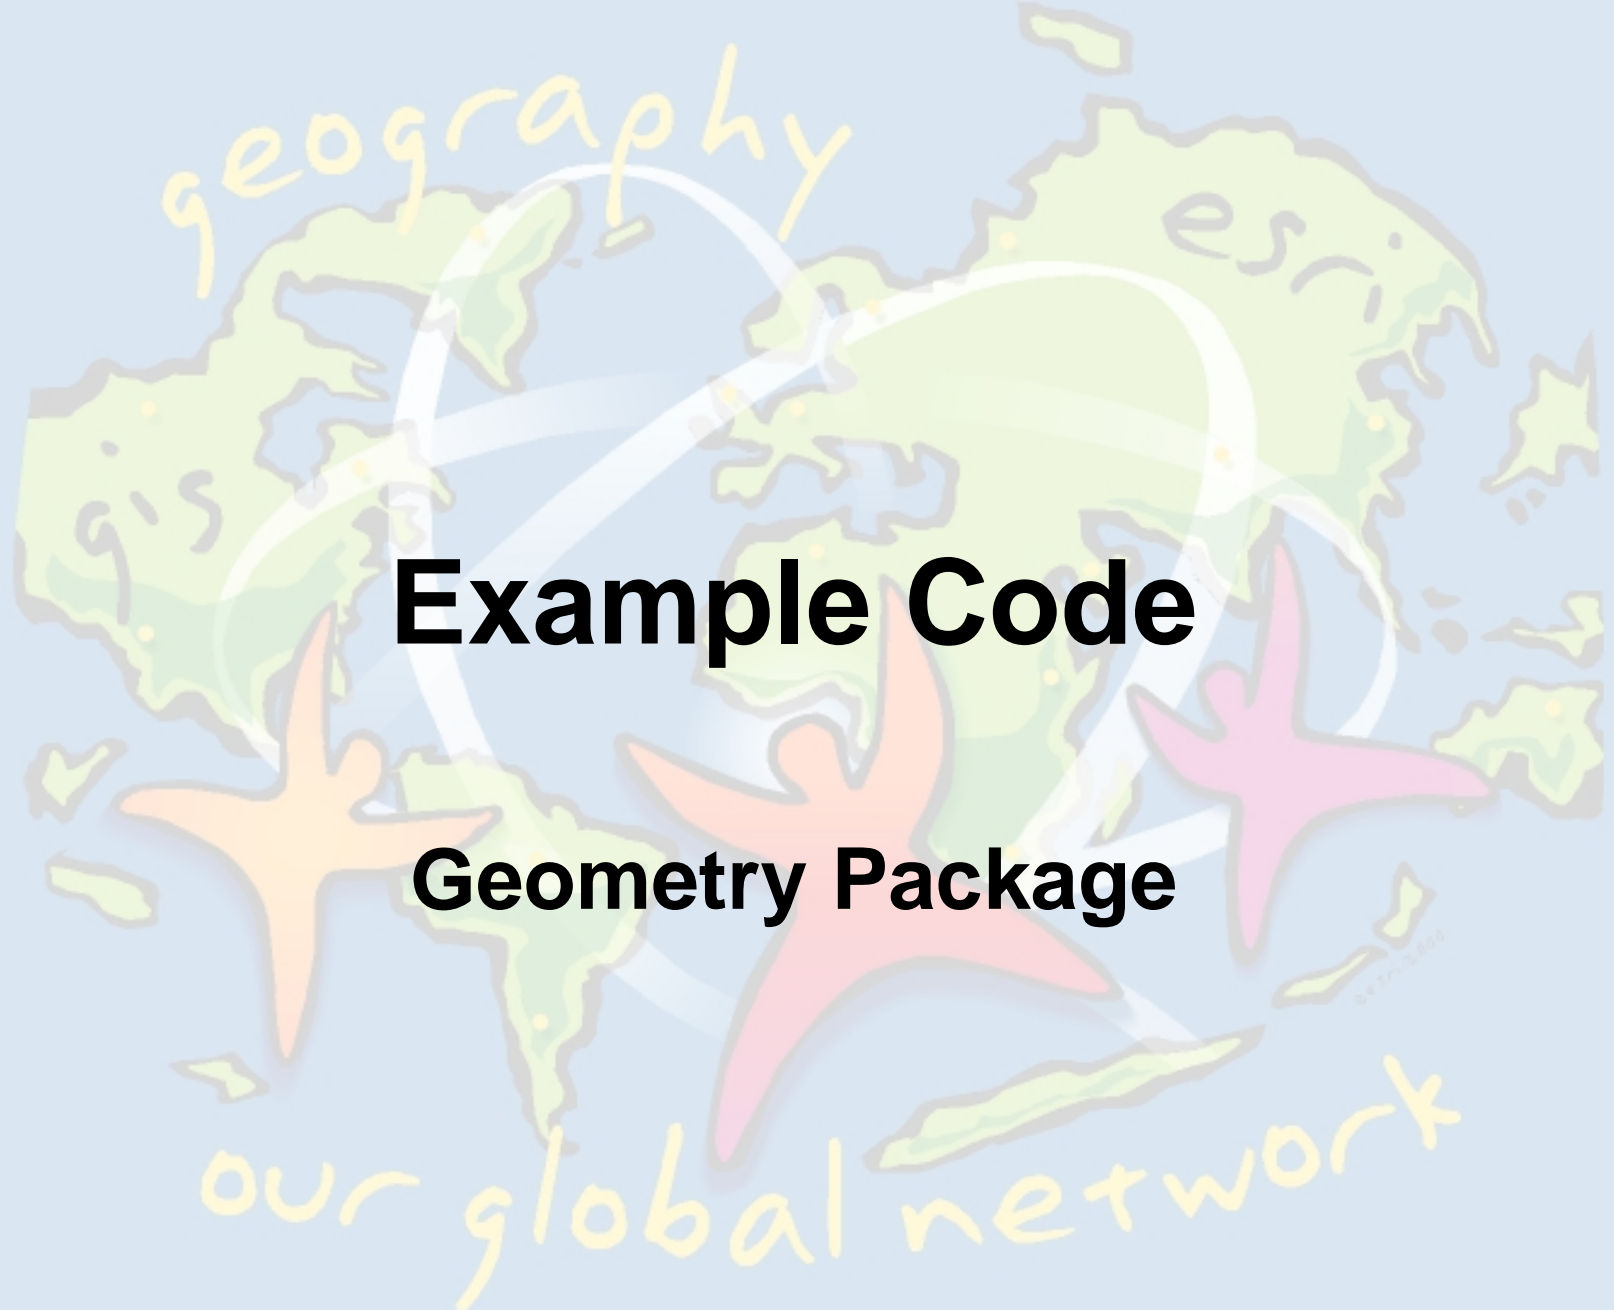 geography
esri
gis
Example Code
Geometry Package
our global network